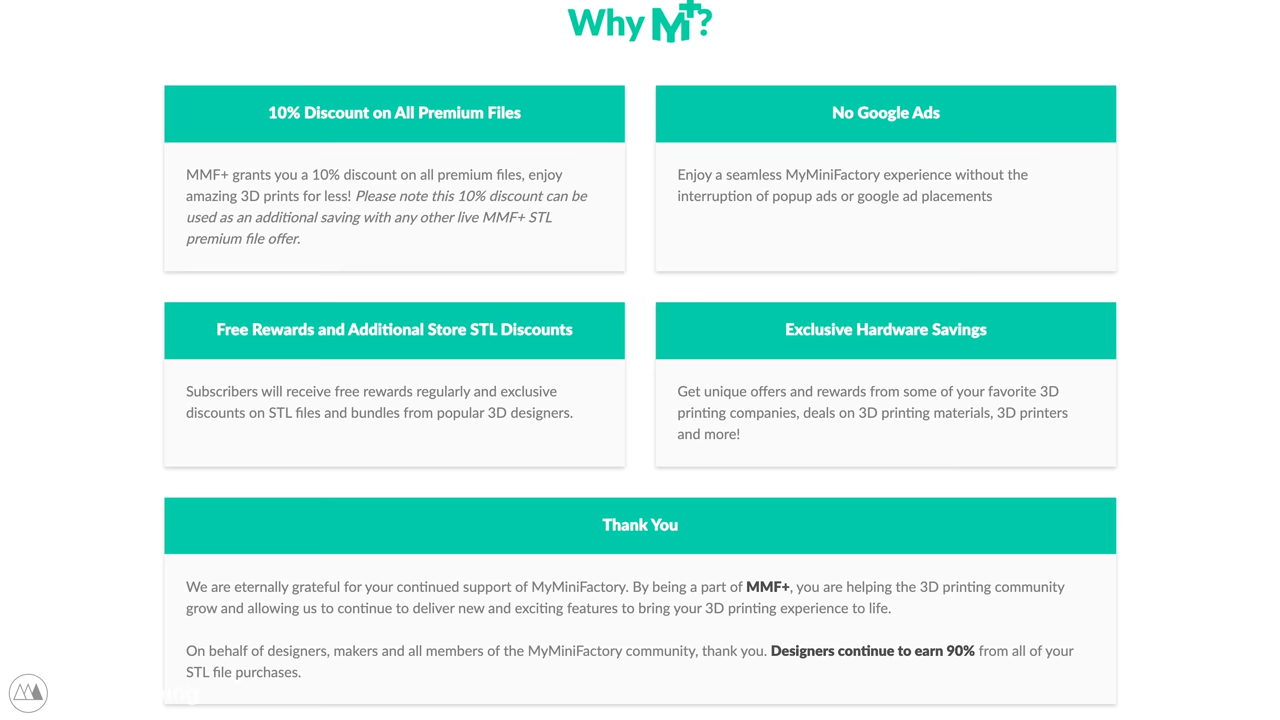 Why M+?
10% Discount on All Premium Files
MMF+ grants you a 10% discount on all premium files, enjoy
amazing 3D prints for less! Please note this 10% discount can be
used as an additional saving with any other live MMF+ STL
premium file offer.
No Google Ads
Enjoy a seamless MyMiniFactory experience without the
interruption of popup ads or google ad placements
Free Rewards and Additional Store STL Discounts
Subscribers will receive free rewards regularly and exclusive
discounts on STL files and bundles from popular 3D designers.
Exclusive Hardware Savings
Get unique offers and rewards from some of your favorite 3D
printing companies, deals on 3D printing materials, 3D printers
and more!
Thank You
We are eternally grateful for your continued support of MyMiniFactory. By being a part of MMF+, you are helping the 3D printing community
grow and allowing us to continue to deliver new and exciting features to bring your 3D printing experience to life.
On behalf of designers, makers and all members of the MyMiniFactory community, thank you. Designers continue to earn 90% from all of your
STL file purchases.